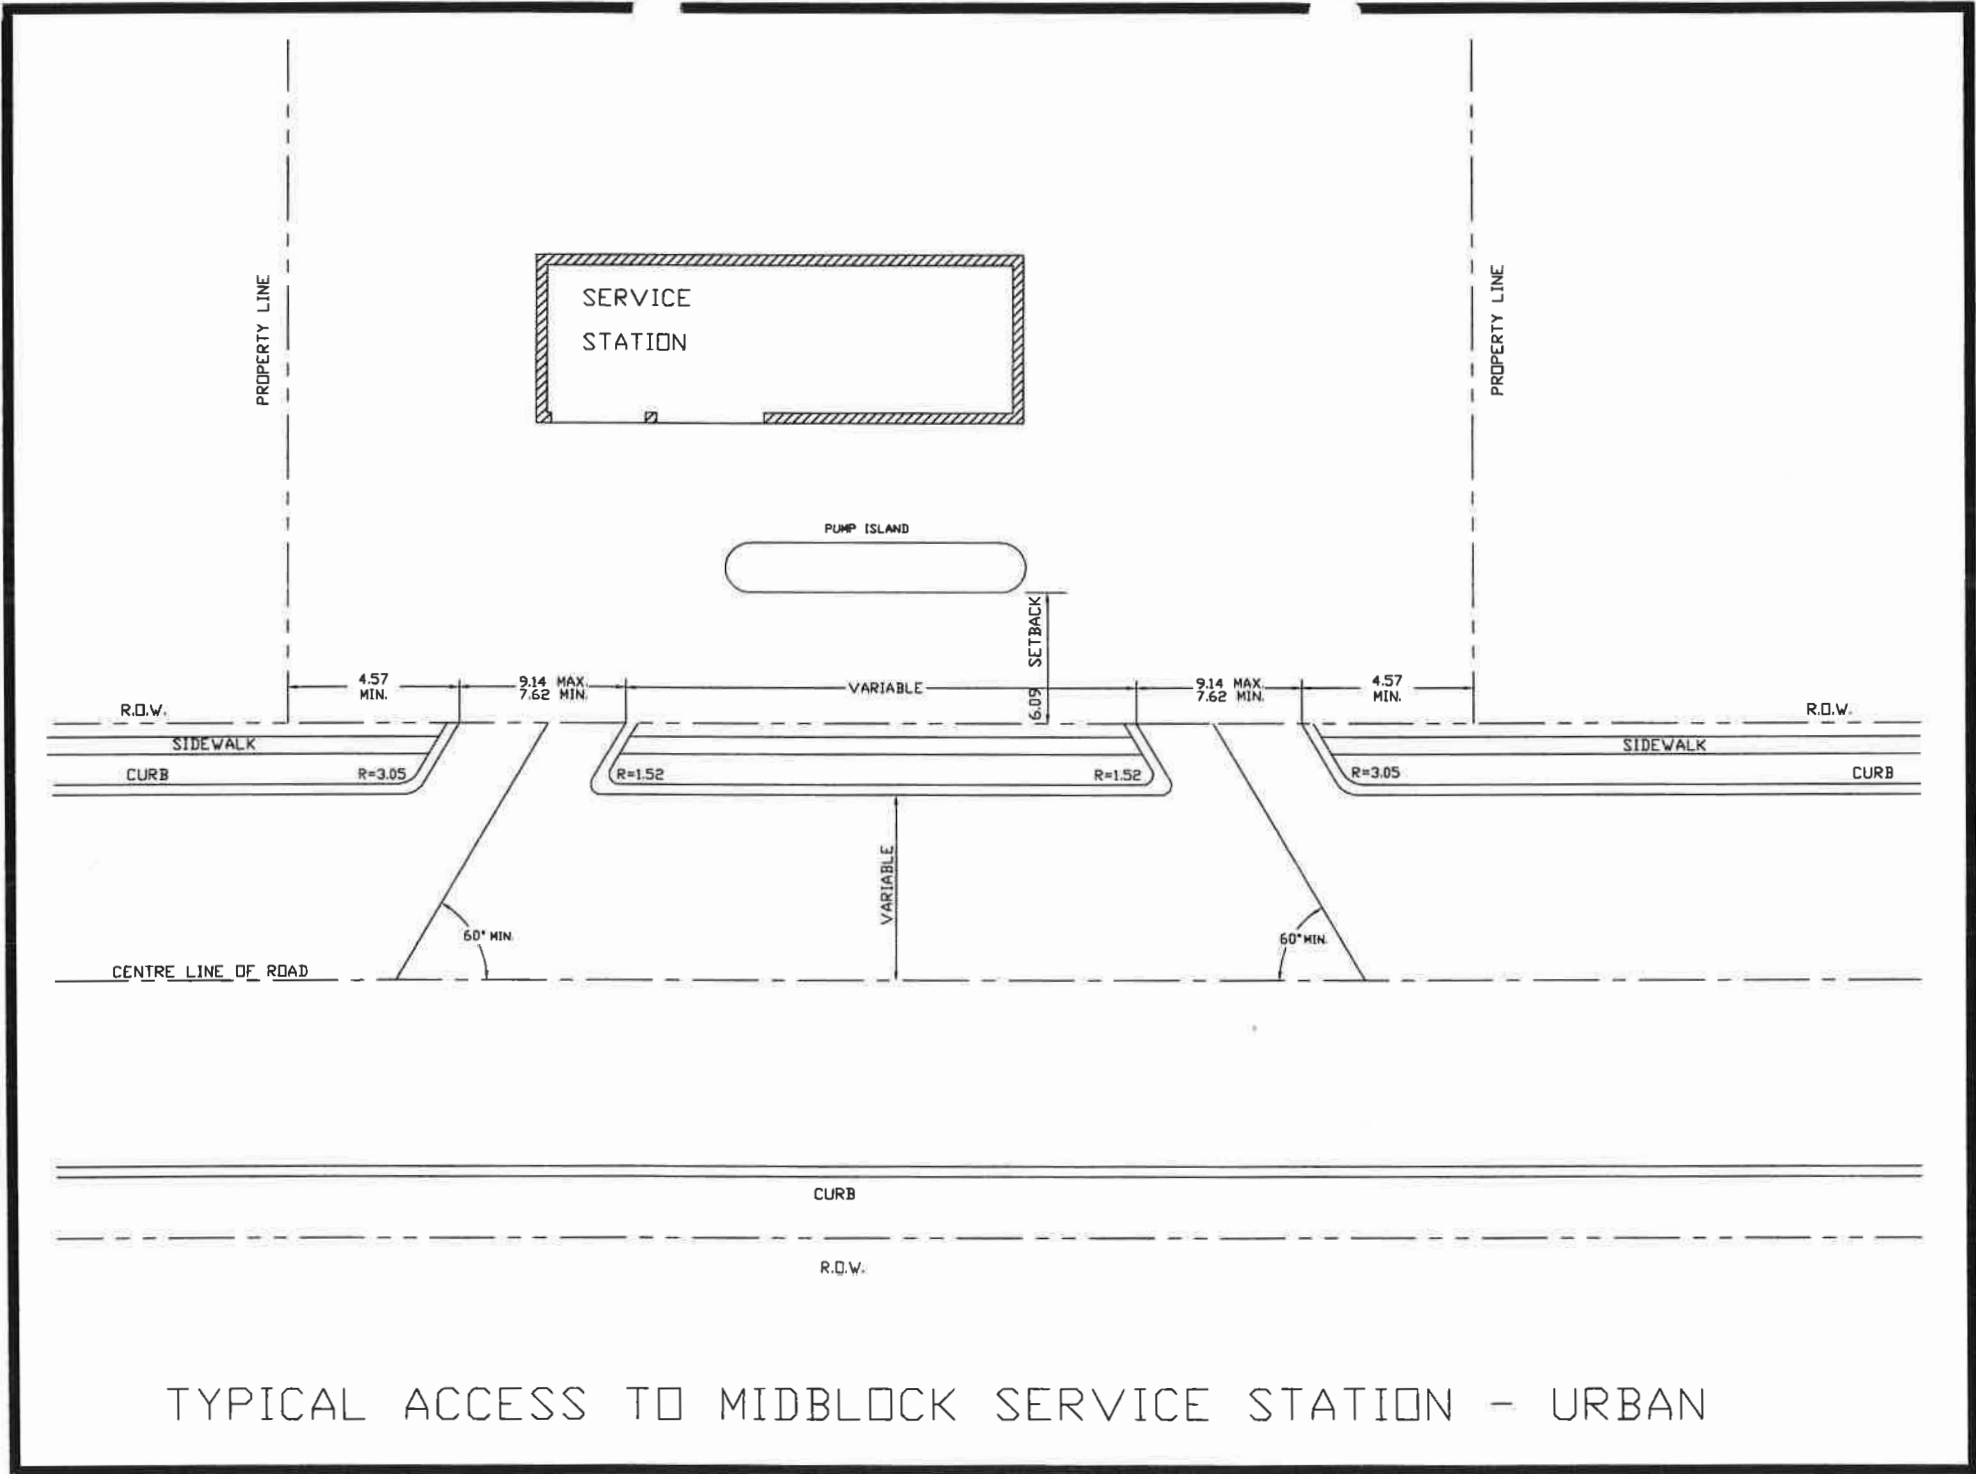 SERVICE
STATION
PROPERTY LINE
PROPERTY LINE
PUMP ISLAND
6.09 SETBACK
4.57
MIN.
9.14 MAX.
7.62 MIN.
VARIABLE
9.14 MAX.
7.62 MIN.
4.57
MIN.
R.O.W.
R.O.W.
SIDEWALK
SIDEWALK
CURB
R=3.05
R=1.52
R=1.52
R=3.05
CURB
VARIABLE
60° MIN.
60° MIN.
CENTRE LINE OF ROAD
CURB
R.O.W.
TYPICAL ACCESS TO MIDBLOCK SERVICE STATION - URBAN